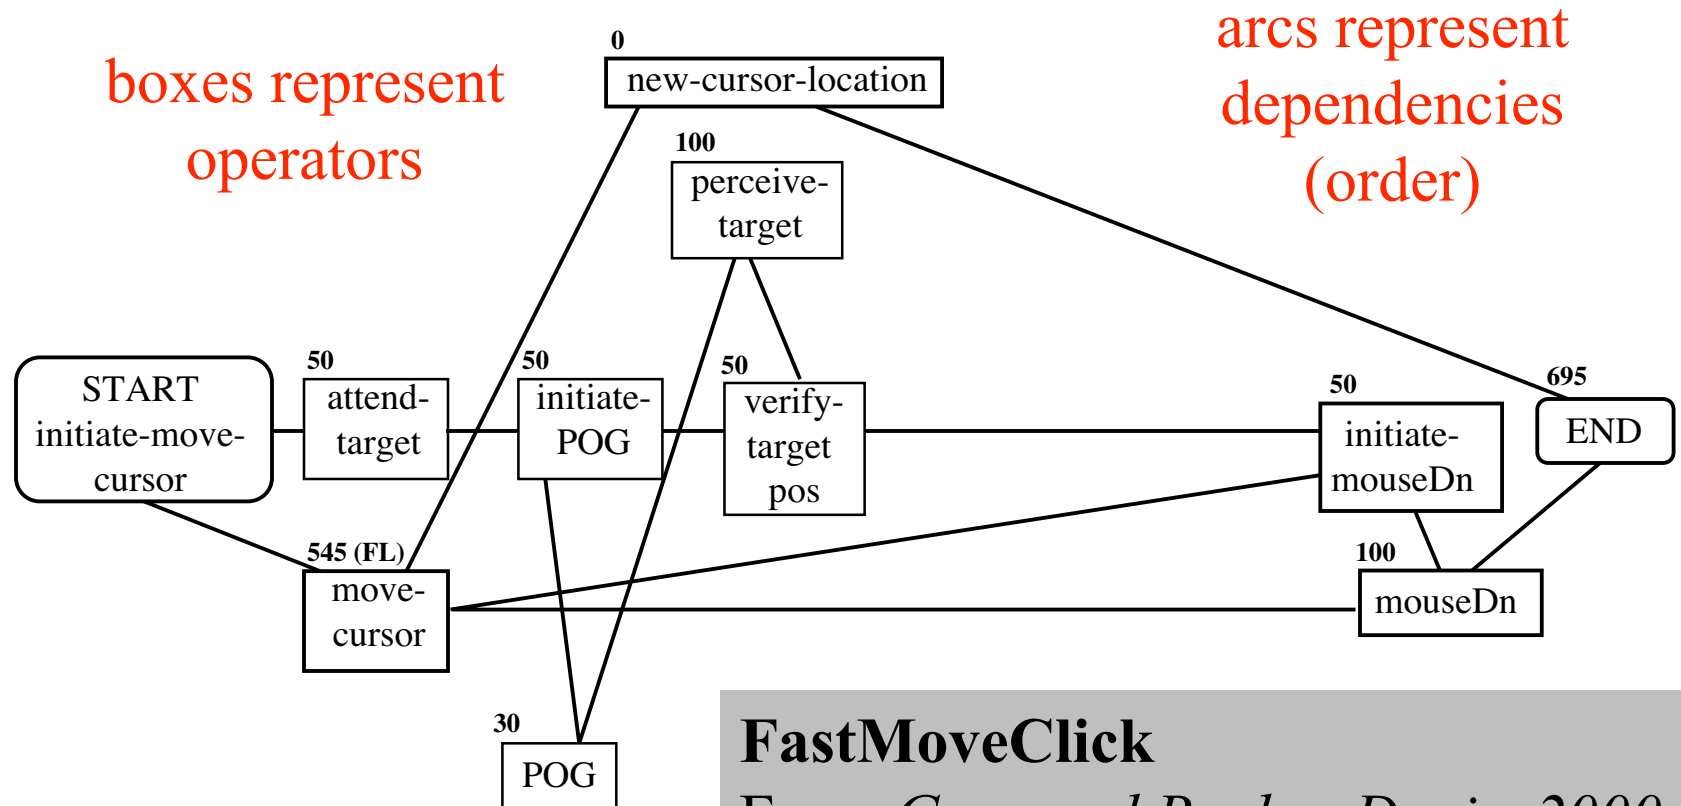 boxes represent
operators
arcs represent
dependencies
(order)
0
new-cursor-location
100
perceive-
target
START
initiate-move-
cursor
50
attend-
target
50
initiate-
POG
50
verify-
target
pos
50
initiate-
mouseDn
695
END
545 (FL)
move-
cursor
100
mouseDn
30
POG
FastMoveClick